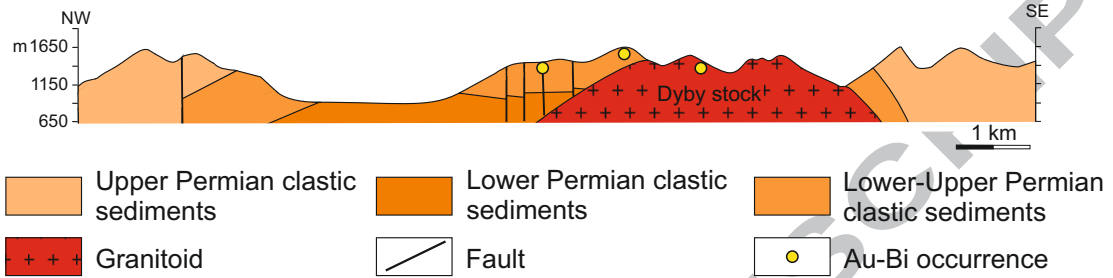 NW
SE
m 1650
1150
650
Dyby stock
1 km
Upper Permian clastic
sediments
Lower Permian clastic
sediments
Lower-Upper Permian
clastic sediments
Granitoid
Fault
Au-Bi occurrence